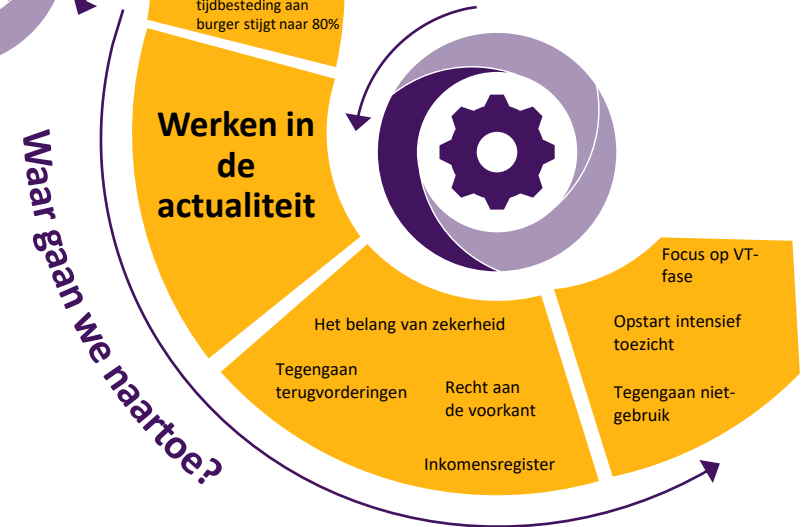 tijdbesteding aan
burger stijgt naar 80%
Werken in
de
actualiteit
Waar gaan we naartoe?
Het belang van zekerheid
Tegengaan
terugvorderingen
Recht aan
de voorkant
Inkomensregister
Focus op VT-
fase
Opstart intensief
toezicht
Tegengaan niet-
gebruik